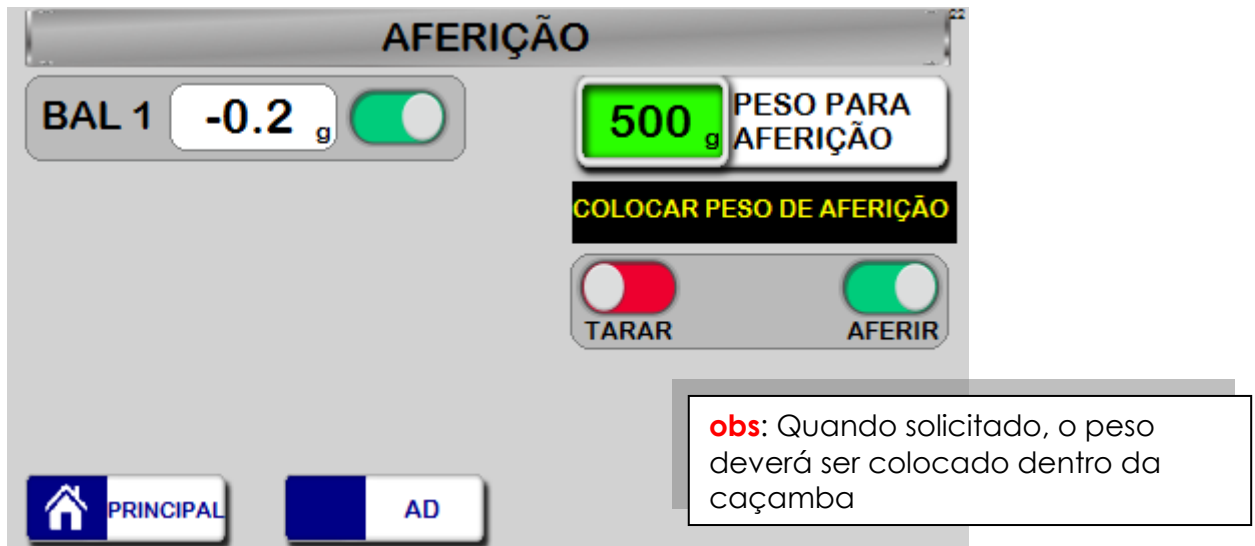 AFERIÇÃO
22
BAL 1 -0.2 g
500 g
PESO PARA
AFERIÇÃO
COLOCAR PESO DE AFERIÇÃO
TARAR
AFERIR
obs: Quando solicitado, o peso
deverá ser colocado dentro da
caçamba
PRINCIPAL
AD